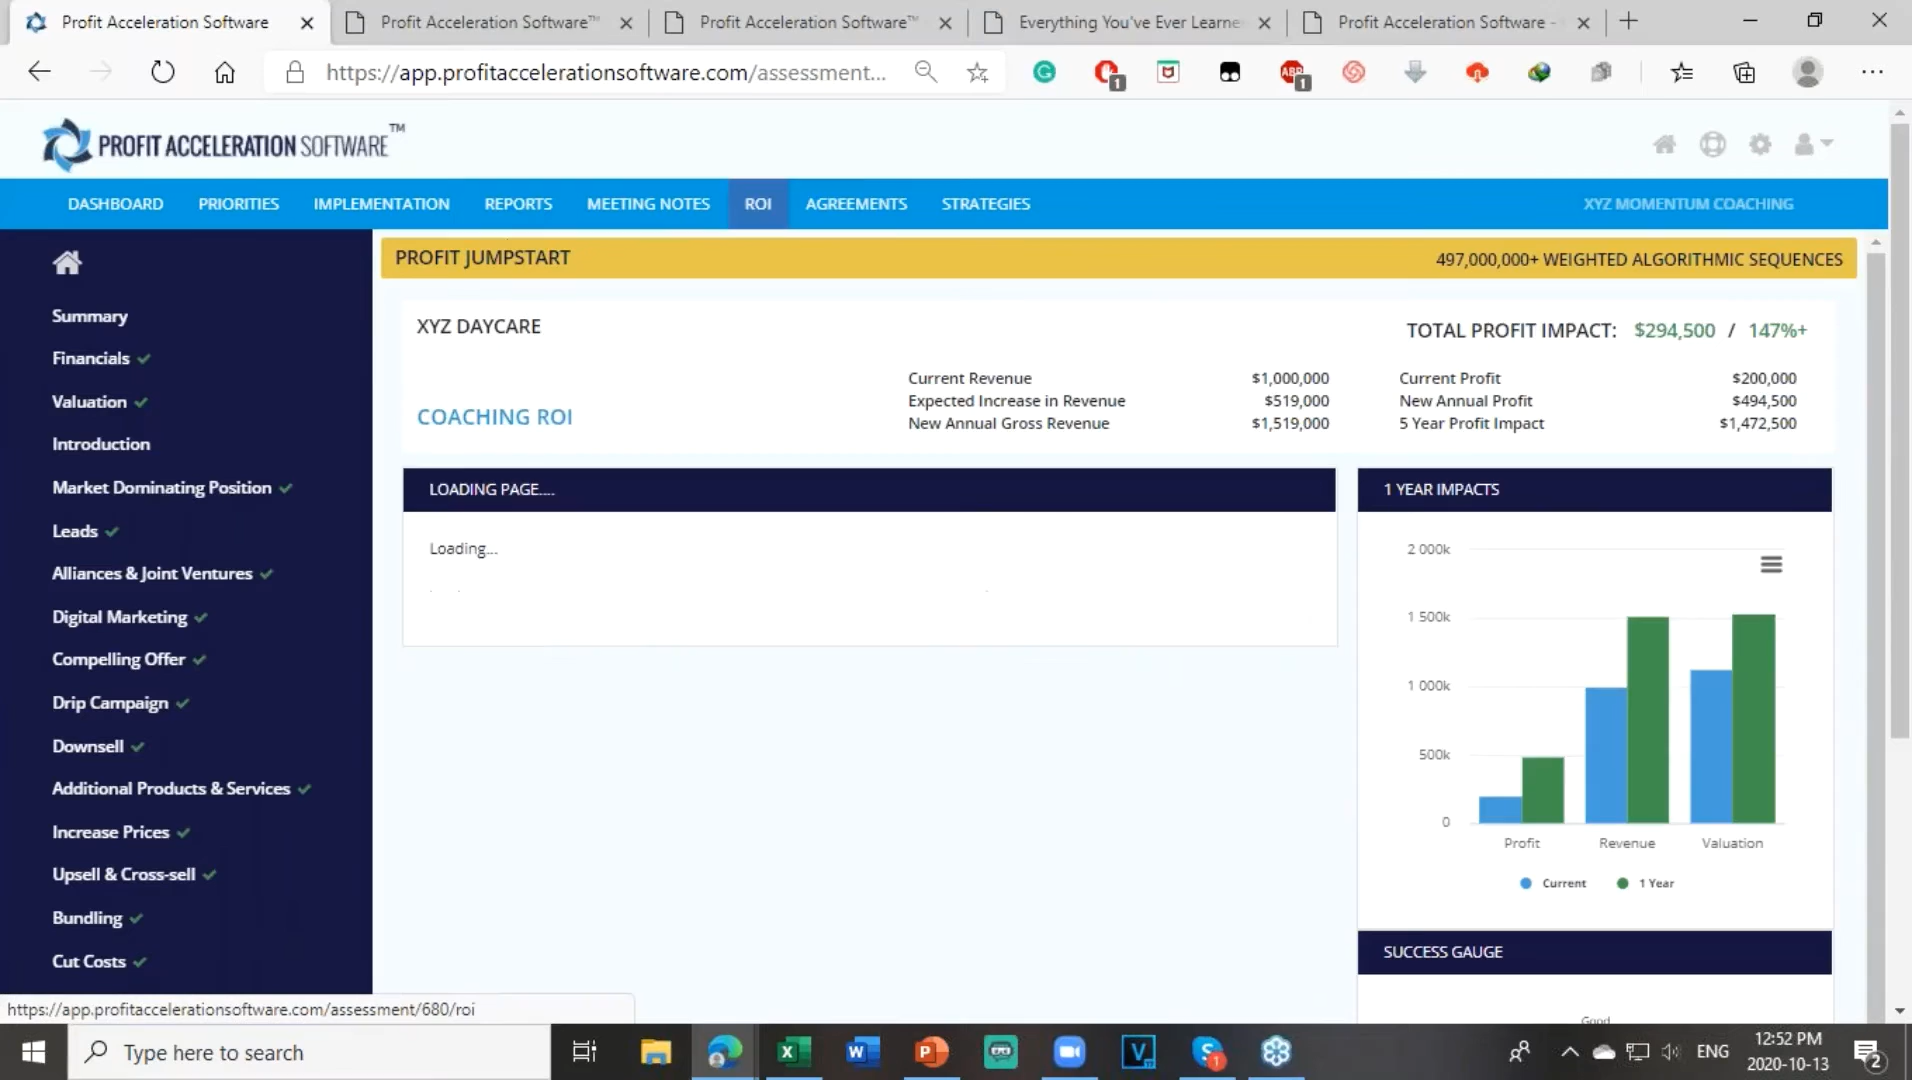 Profit Acceleration Software
Profit Acceleration Software™
Profit Acceleration Software™
Everything You've Ever Learne
Profit Acceleration Software -
https://app.profitaccelerationsoftware.com/assessment...
1
ABP
1
PROFIT ACCELERATION SOFTWARE™
DASHBOARD PRIORITIES IMPLEMENTATION REPORTS MEETING NOTES ROI AGREEMENTS STRATEGIES XYZ MOMENTUM COACHING
PROFIT JUMPSTART
497,000,000+ WEIGHTED ALGORITHMIC SEQUENCES
Summary
Financials
Valuation
Introduction
Market Dominating Position
Leads
Alliances & Joint Ventures
Digital Marketing
Compelling Offer
Drip Campaign
Downsell
Additional Products & Services
Increase Prices
Upsell & Cross-sell
Bundling
Cut Costs
XYZ DAYCARE
TOTAL PROFIT IMPACT: $294,500 / 147%+
COACHING ROI
Current Revenue $1,000,000
Expected Increase in Revenue $519,000
New Annual Gross Revenue $1,519,000
Current Profit $200,000
New Annual Profit $494,500
5 Year Profit Impact $1,472,500
LOADING PAGE....
Loading...
1 YEAR IMPACTS
2 000k
1 500k
1 000k
500k
0
Profit Revenue Valuation
Current 1 Year
SUCCESS GAUGE
Good
https://app.profitaccelerationsoftware.com/assessment/680/roi
Type here to search
ENG
12:52 PM
2020-10-13
2